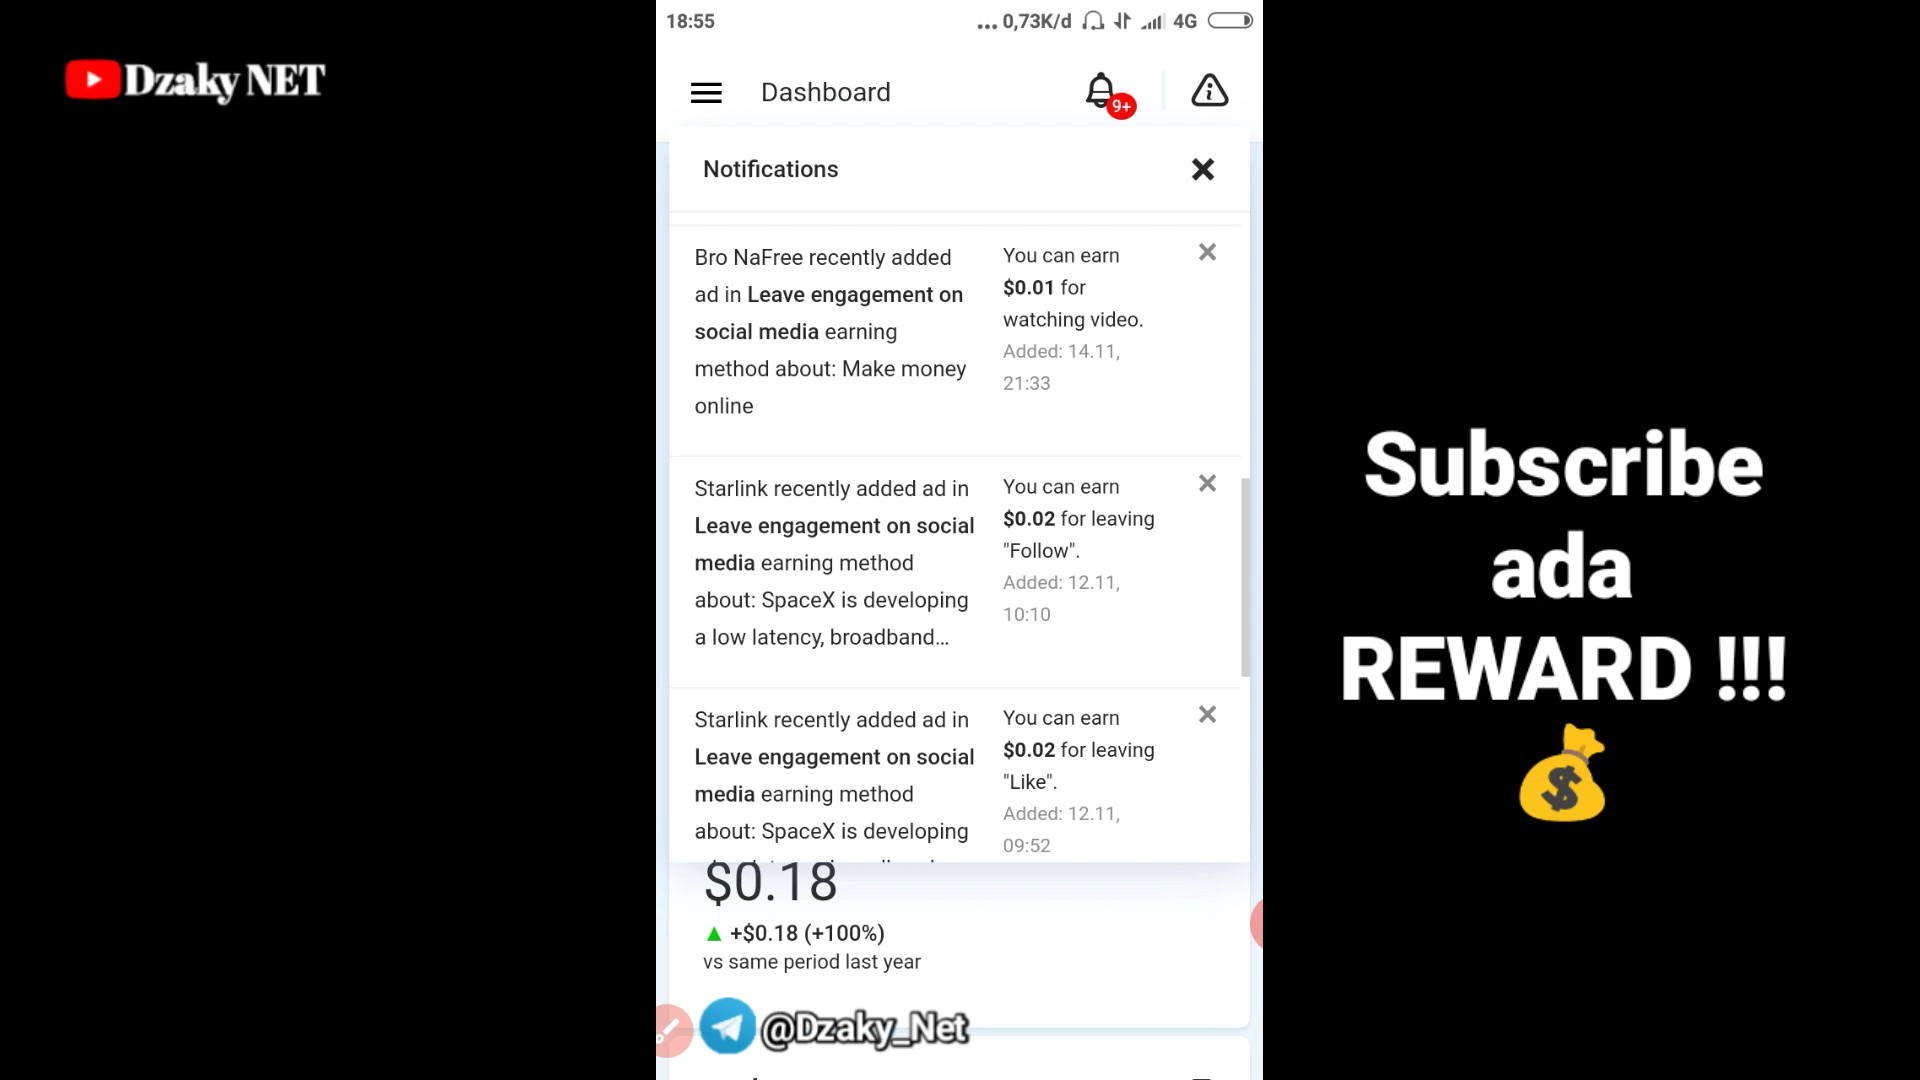 Dzaky NET
18:55
... 0,73K/d 4G
Dashboard
9+
Notifications
Bro NaFree recently added
ad in Leave engagement on
social media earning
method about: Make money
online
You can earn
$0.01 for
watching video.
Added: 14.11,
21:33
Starlink recently added ad in
Leave engagement on social
media earning method
about: SpaceX is developing
a low latency, broadband...
You can earn
$0.02 for leaving
"Follow".
Added: 12.11,
10:10
Starlink recently added ad in
Leave engagement on social
media earning method
about: SpaceX is developing
You can earn
$0.02 for leaving
"Like".
Added: 12.11,
09:52
$0.18
+$0.18 (+100%)
vs same period last year
@Dzaky_Net
Subscribe
ada
REWARD !!!